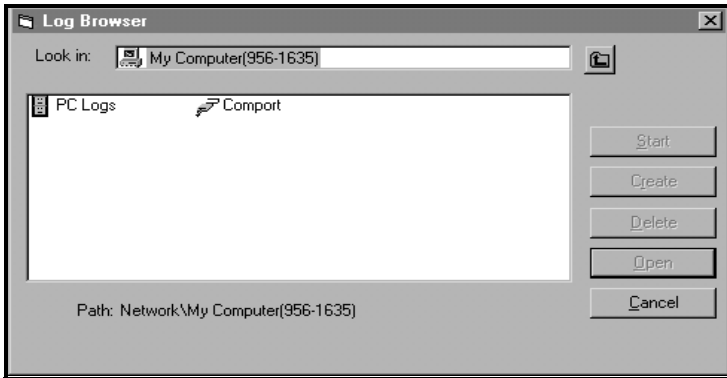 Log Browser
Look in: My Computer(956-1635)
PC Logs Comport
Start
Create
Delete
Open
Cancel
Path: Network\My Computer(956-1635)